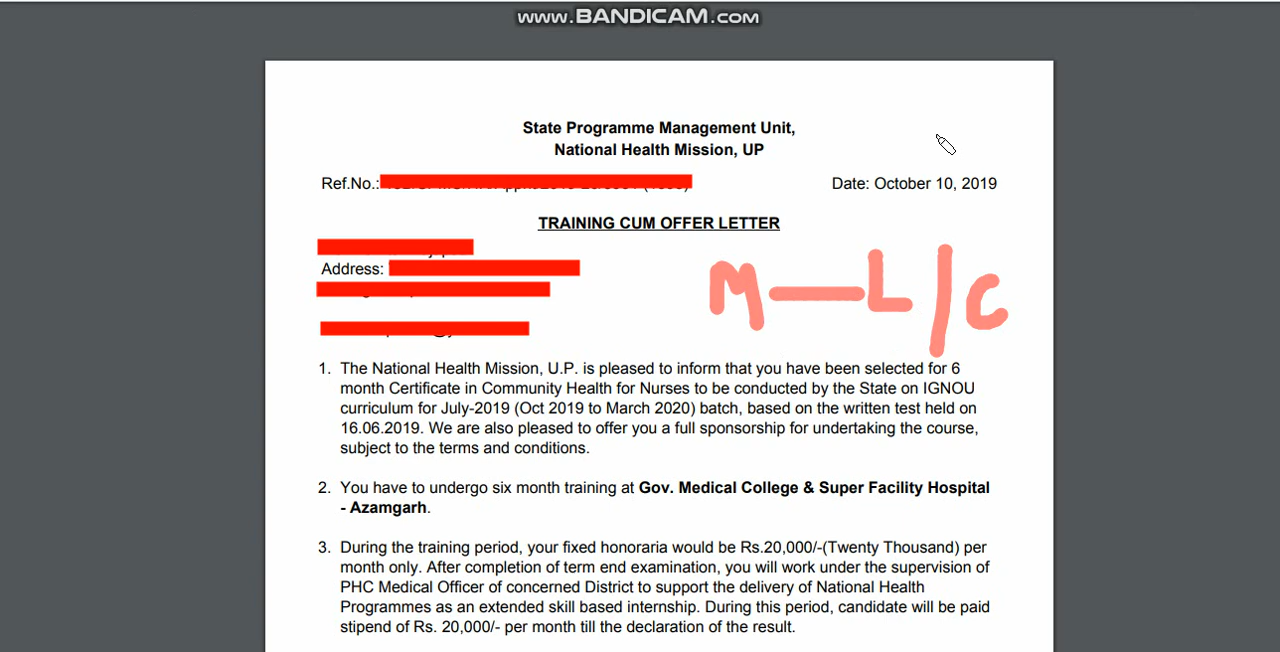 www.BANDICAM.com
State Programme Management Unit,
National Health Mission, UP
Ref.No.:
Date: October 10, 2019
TRAINING CUM OFFER LETTER
Address:
M—L/C
1. The National Health Mission, U.P. is pleased to inform that you have been selected for 6
month Certificate in Community Health for Nurses to be conducted by the State on IGNOU
curriculum for July-2019 (Oct 2019 to March 2020) batch, based on the written test held on
16.06.2019. We are also pleased to offer you a full sponsorship for undertaking the course,
subject to the terms and conditions.
2. You have to undergo six month training at Gov. Medical College & Super Facility Hospital
- Azamgarh.
3. During the training period, your fixed honoraria would be Rs.20,000/-(Twenty Thousand) per
month only. After completion of term end examination, you will work under the supervision of
PHC Medical Officer of concerned District to support the delivery of National Health
Programmes as an extended skill based internship. During this period, candidate will be paid
stipend of Rs. 20,000/- per month till the declaration of the result.